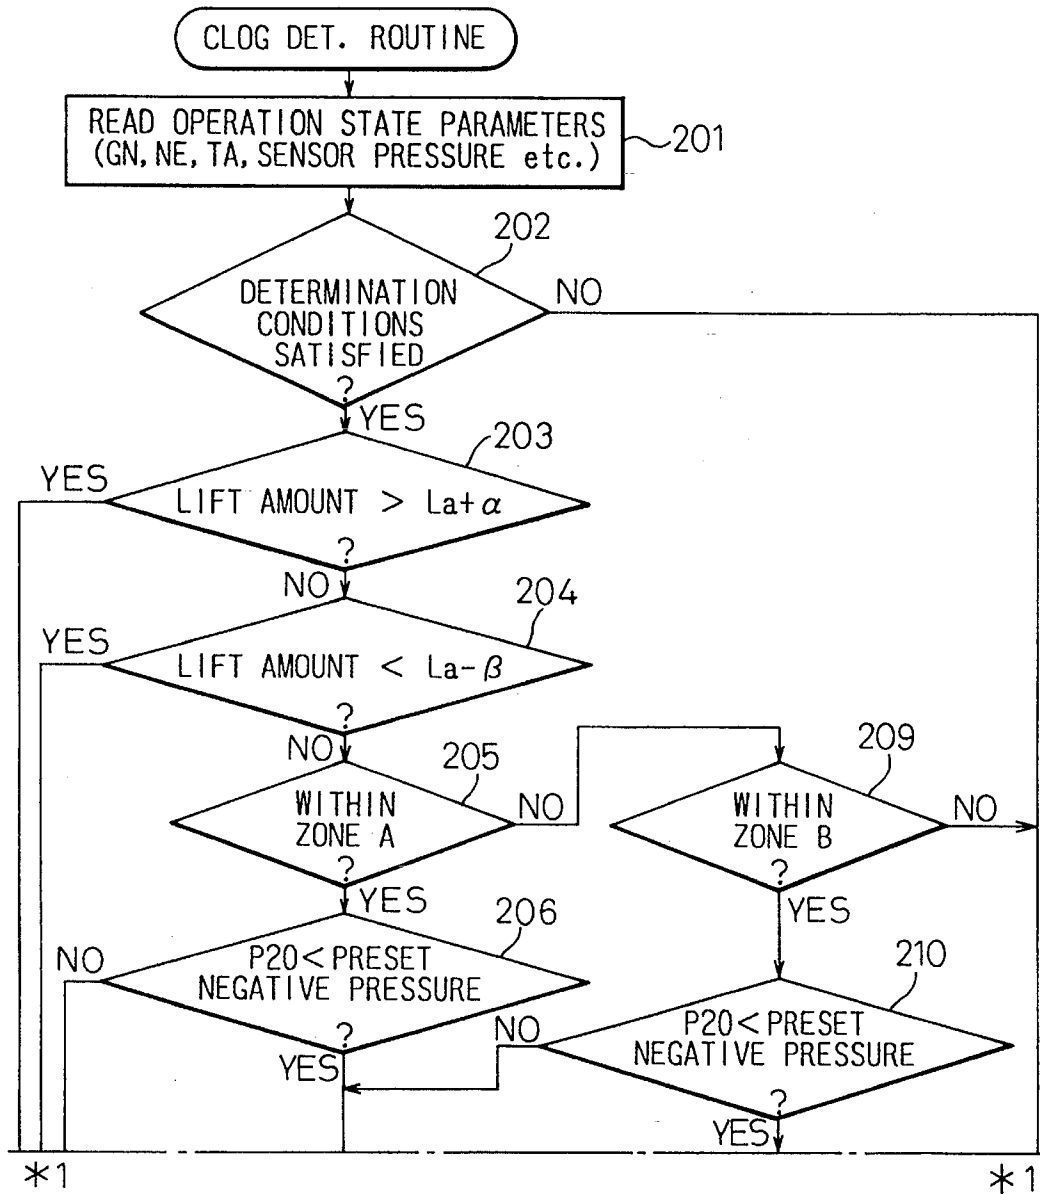 CLOG DET. ROUTINE
READ OPERATION STATE PARAMETERS
(GN, NE, TA, SENSOR PRESSURE etc.)
201
202
DETERMINATION
CONDITIONS
SATISFIED
?
NO
YES
203
YES
LIFT AMOUNT > La+α
?
NO
204
YES
LIFT AMOUNT < La-β
?
NO
205
WITHIN
ZONE A
?
NO
YES
209
WITHIN
ZONE B
?
NO
YES
206
NO
P20<PRESET
NEGATIVE PRESSURE
?
YES
210
NO
P20<PRESET
NEGATIVE PRESSURE
?
YES
*1
*1